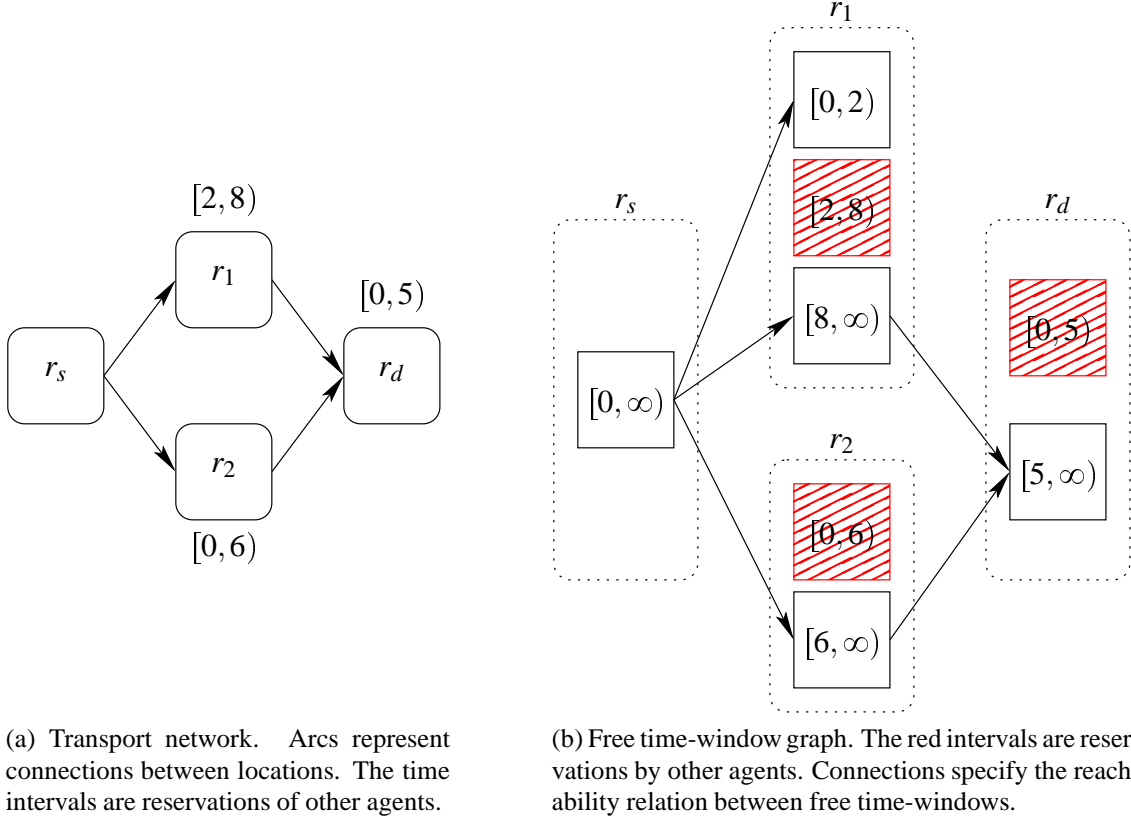 [2, 8)
r1
[0, 5)
rs
rd
r2
[0, 6)
(a) Transport network. Arcs represent
connections between locations. The time
intervals are reservations of other agents.
r1
[0, 2)
rs
[2, 8)
rd
[8, ∞)
[0, 5)
[0, ∞)
r2
[5, ∞)
[0, 6)
[6, ∞)
(b) Free time-window graph. The red intervals are reser
vations by other agents. Connections specify the reach
ability relation between free time-windows.